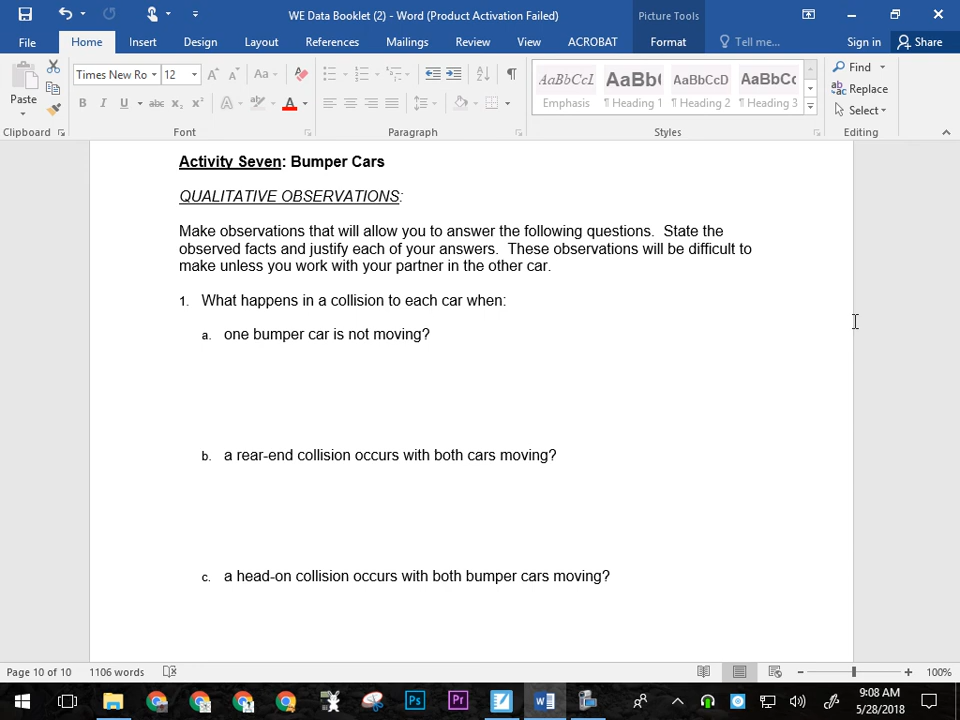 WE Data Booklet (2) - Word (Product Activation Failed)
Picture Tools
File
Home
Insert
Design
Layout
References
Mailings
Review
View
ACROBAT
Format
Tell me...
Sign in
Share
Paste
Times New Ro
12
Aa
B I U abc x₂ x²
A
AaBbCcL
AaBb(
AaBbCcD
AaBbCc
Emphasis
¶ Heading 1
¶ Heading 2
¶ Heading 3
Find
Replace
Select
Clipboard
Font
Paragraph
Styles
Editing
Activity Seven: Bumper Cars
QUALITATIVE OBSERVATIONS:
Make observations that will allow you to answer the following questions. State the
observed facts and justify each of your answers. These observations will be difficult to
make unless you work with your partner in the other car.
1. What happens in a collision to each car when:
a. one bumper car is not moving?
b. a rear-end collision occurs with both cars moving?
c. a head-on collision occurs with both bumper cars moving?
Page 10 of 10
1106 words
100%
Ps
Pr
9:08 AM
5/28/2018